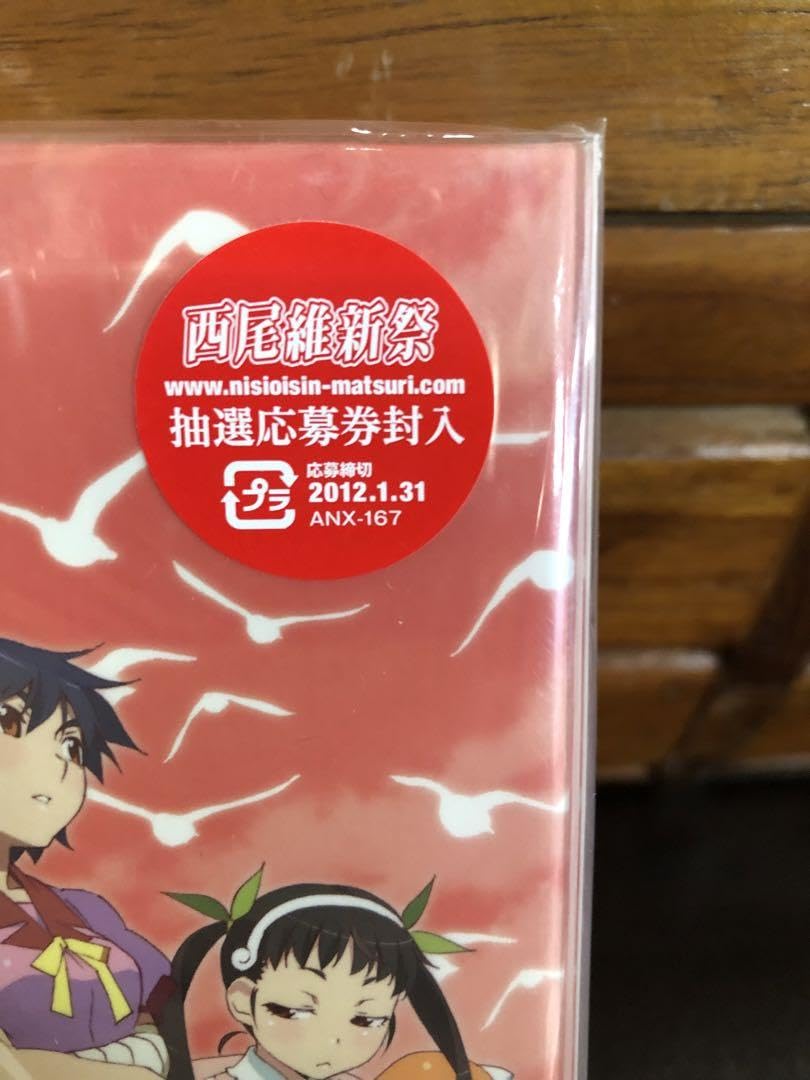 西尾維新祭
www.nisioisin-matsuri.com
抽選応募券封入
プラ
応募締切
2012.1.31
ANX-167